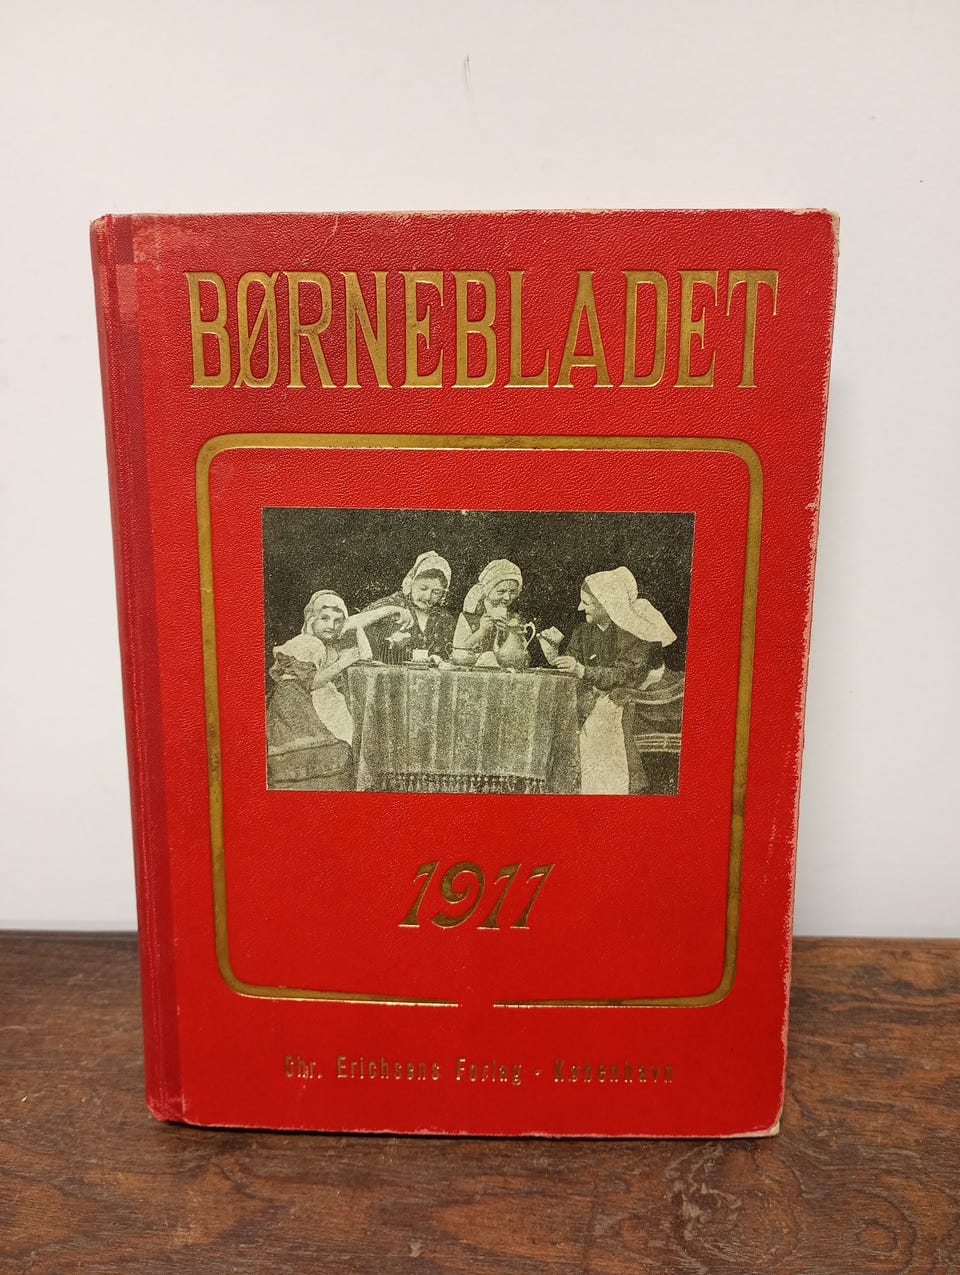 BØRNEBLADET
1911
Chr. Erichsens Forlag - København